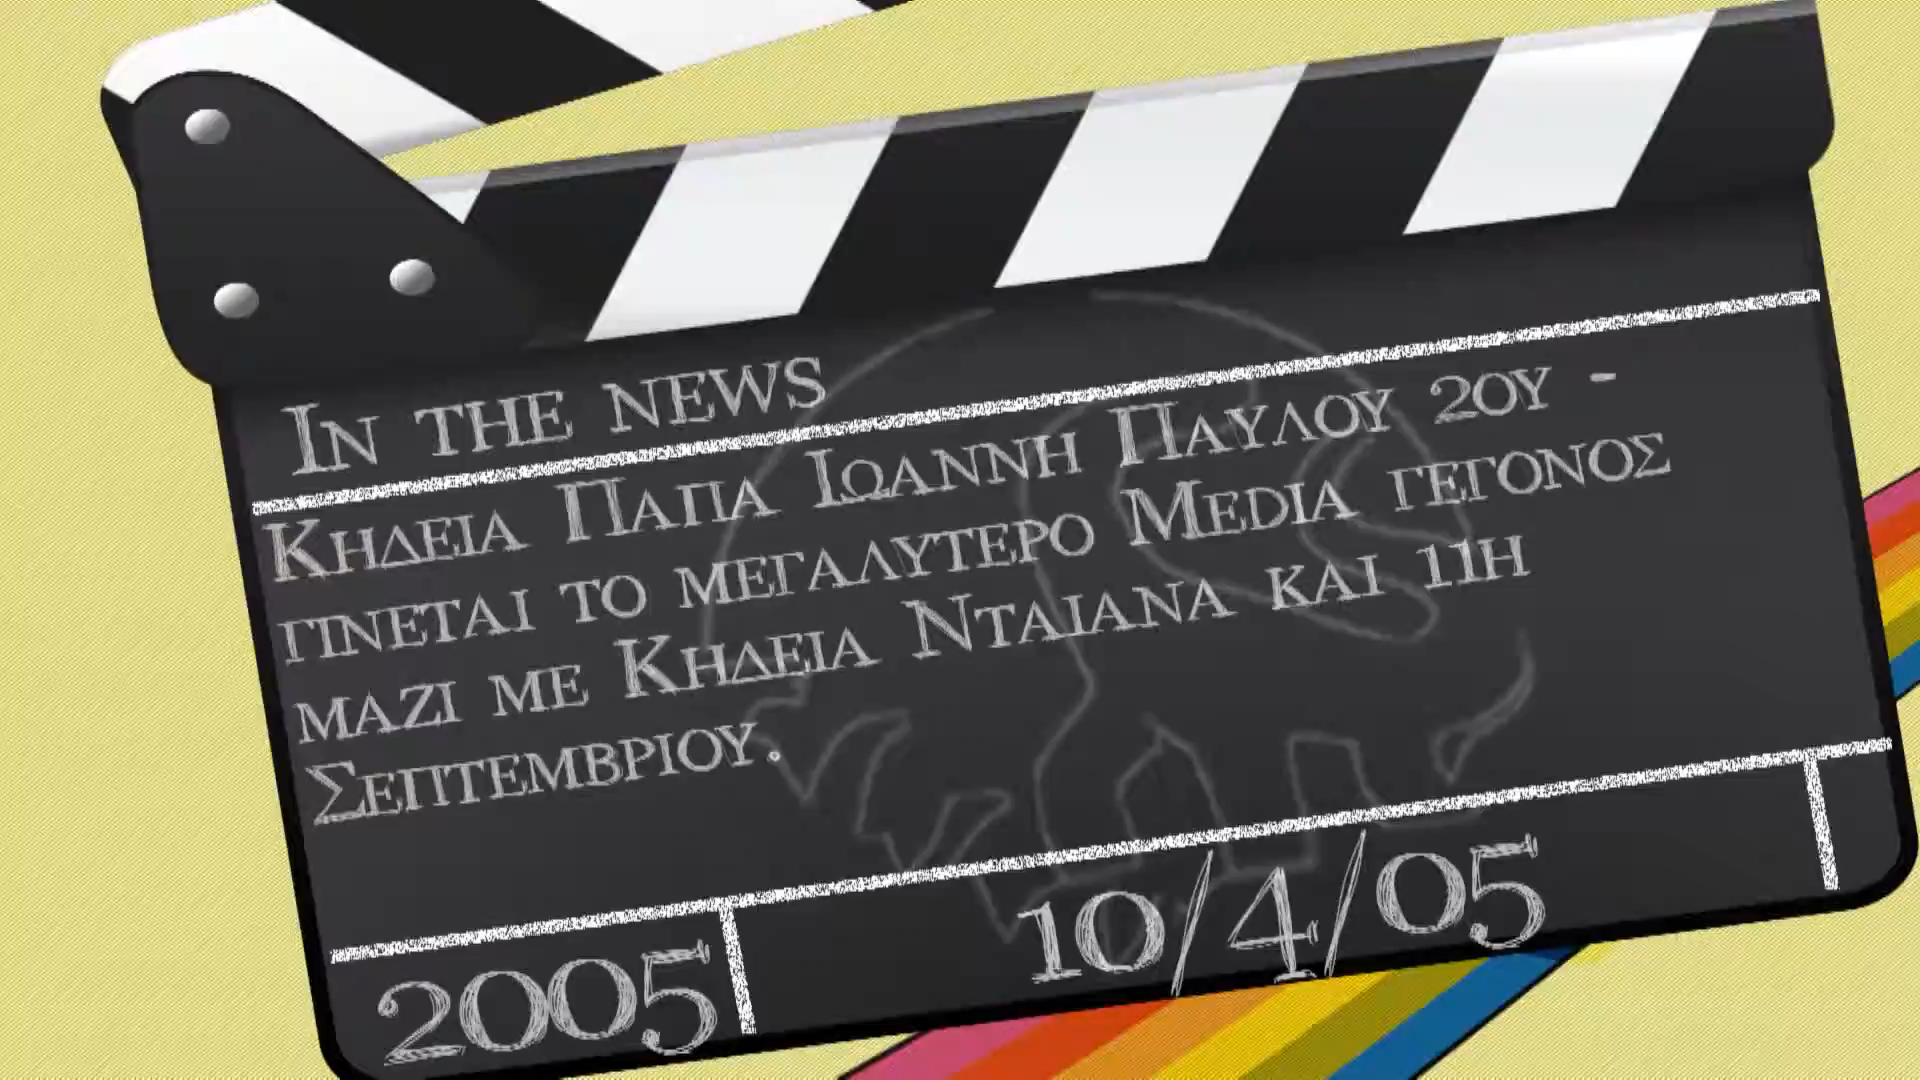 In the news
Κηδεια Παπα Ιωαννη Παυλου 2ου -
γινεται το μεγαλυτερο Media γεγονος
μαζι με Κηδεια Νταιανα και 11η
Σεπτεμβριου.
2005
10/4/05